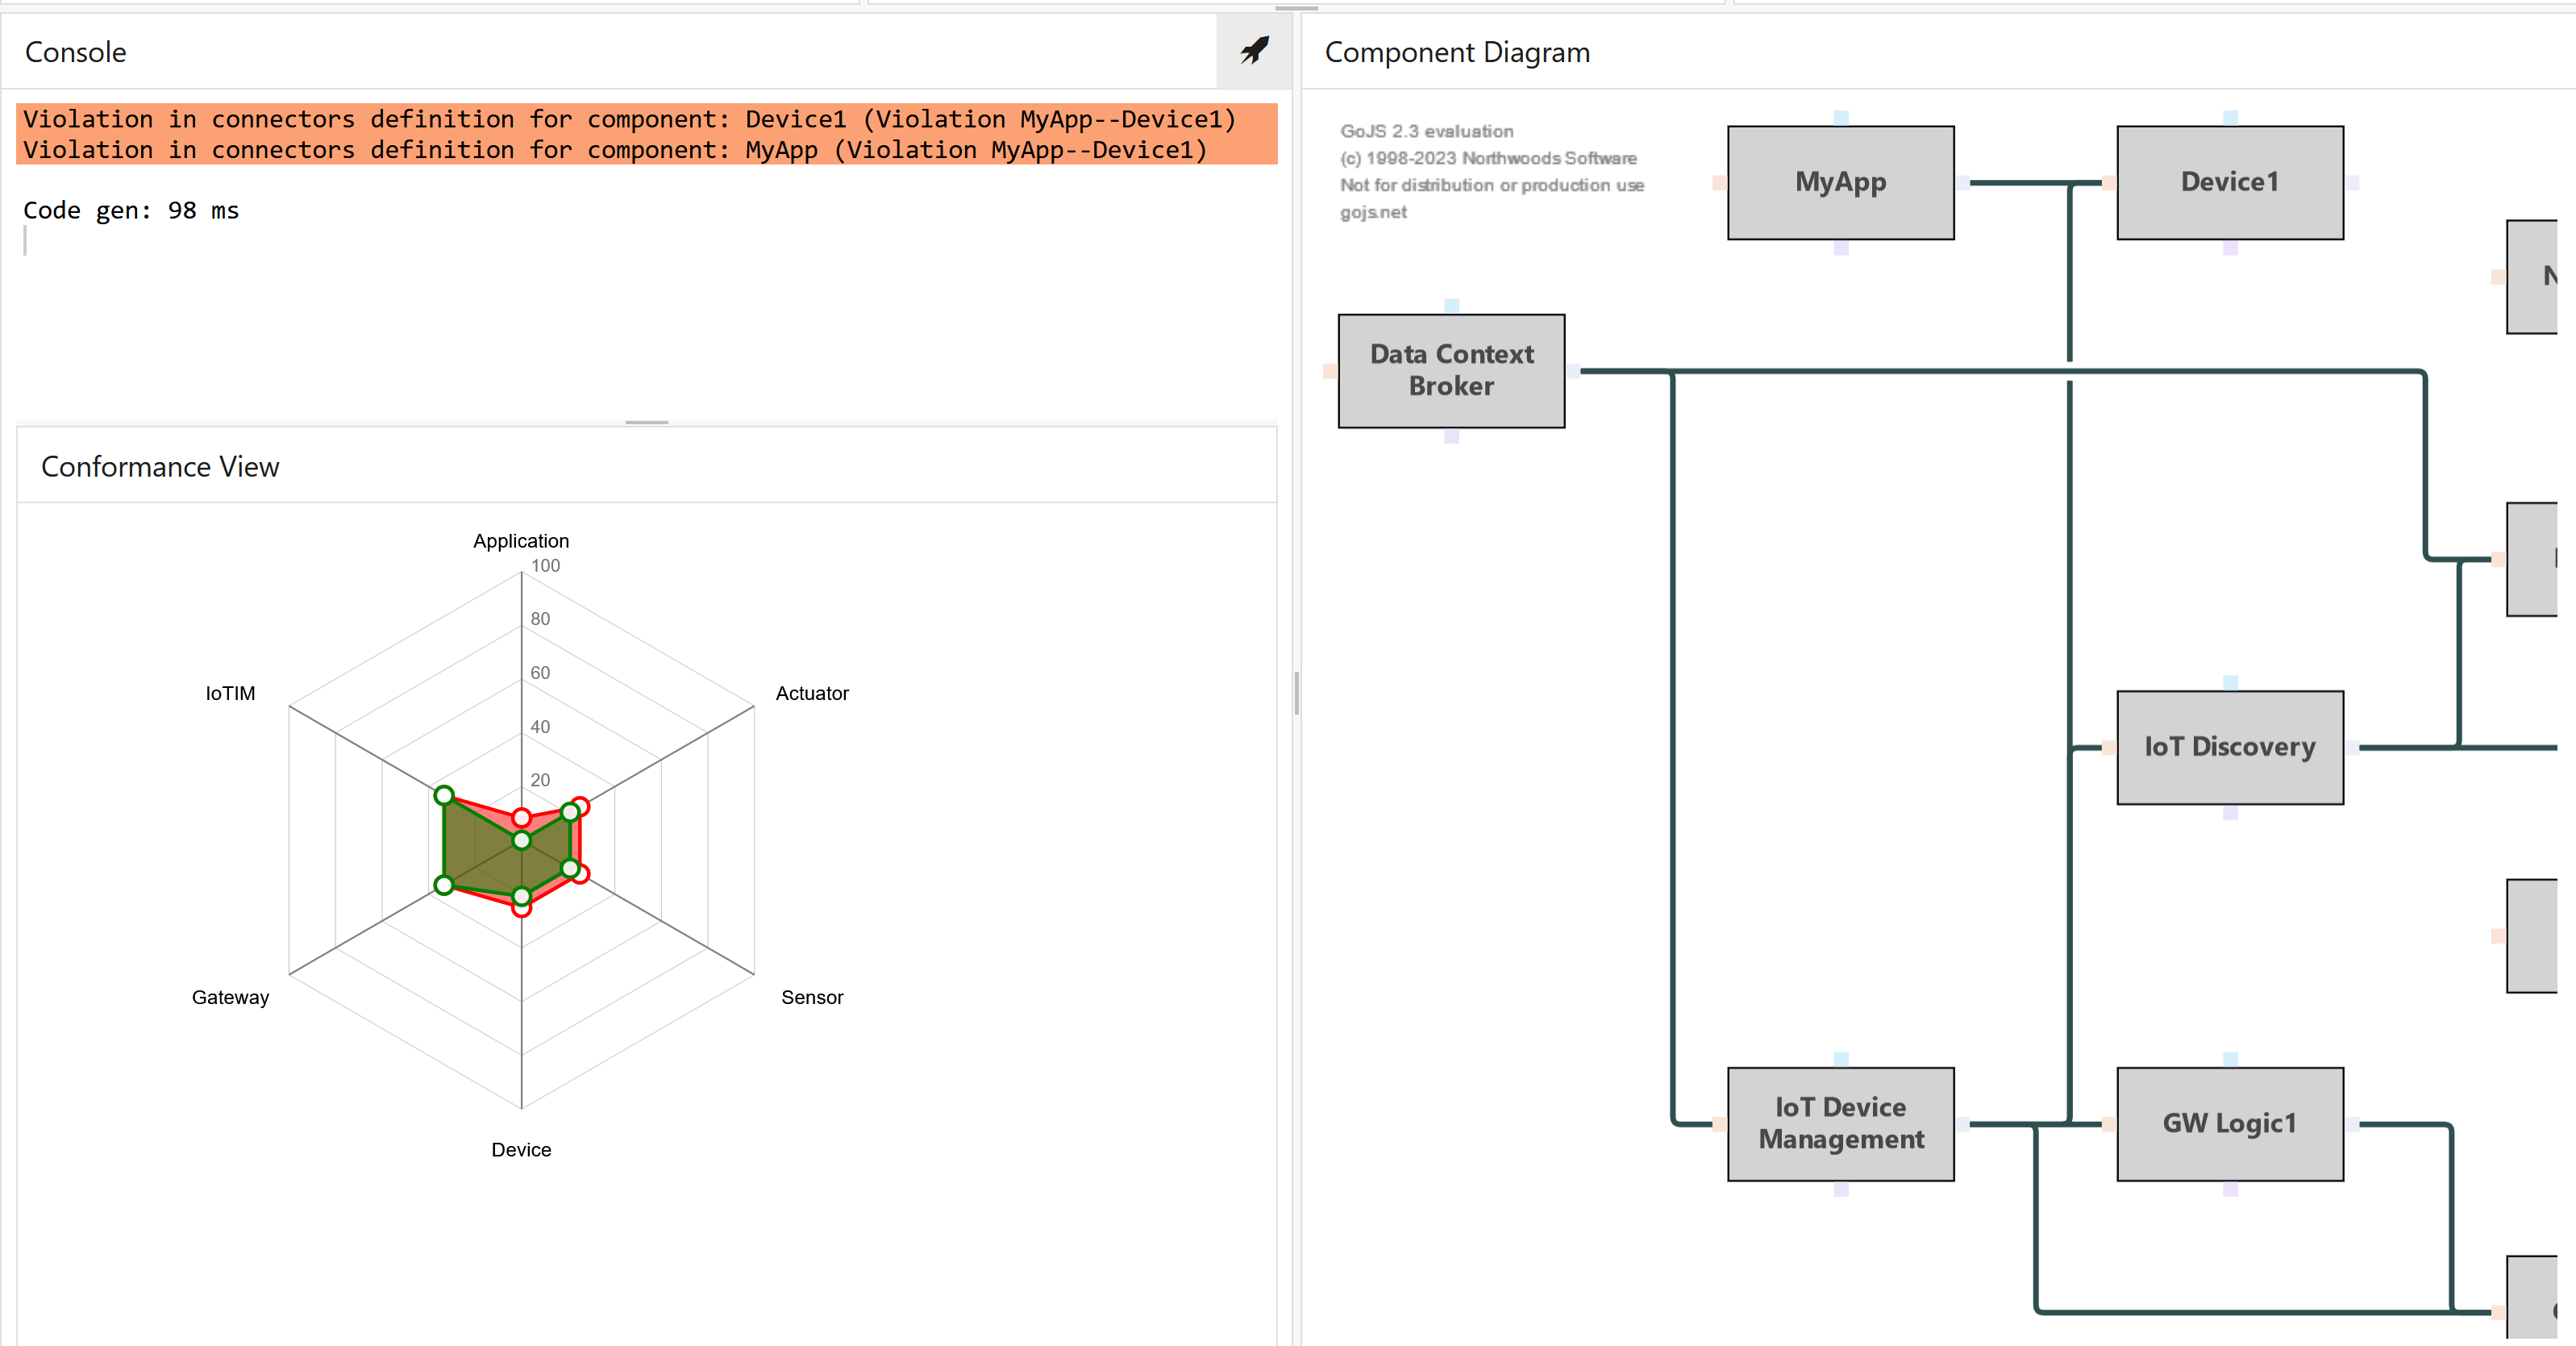 Console
Violation in connectors definition for component: Device1 (Violation MyApp--Device1)
Violation in connectors definition for component: MyApp (Violation MyApp--Device1)
Code gen: 98 ms
Conformance View
Application
100
80
60
40
20
IoTIM
Actuator
Gateway
Sensor
Device
Component Diagram
GoJS 2.3 evaluation
(c) 1998-2023 Northwoods Software
Not for distribution or production use
gojs.net
MyApp
Device1
Data Context
Broker
IoT Discovery
IoT Device
Management
GW Logic1